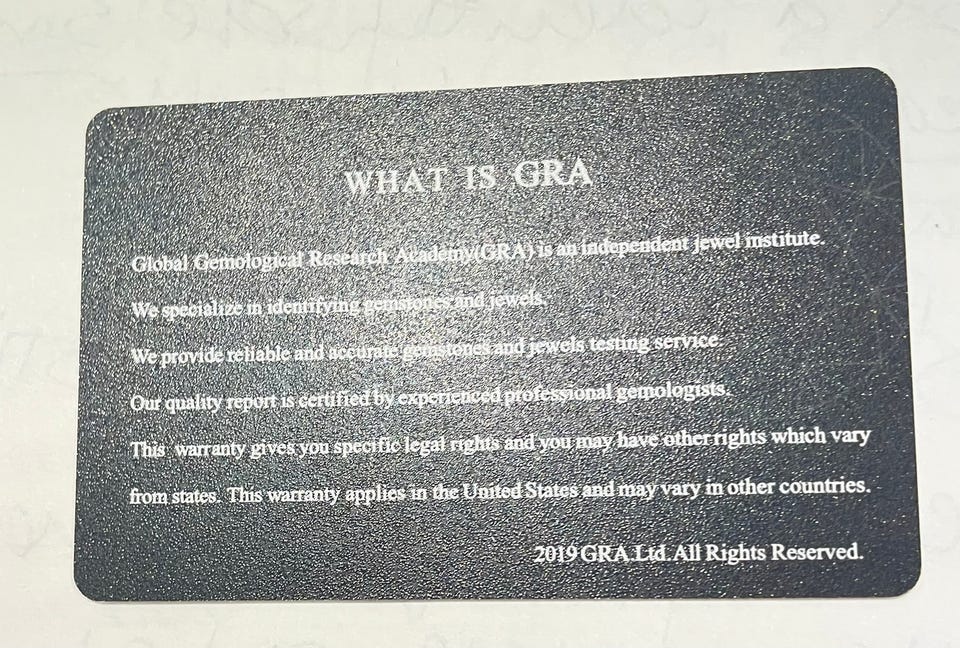 WHAT IS GRA
Global Gemological Research Academy(GRA) is an independent jewel institute.
We specialize in identifying gemstones and jewels.
We provide reliable and accurate gemstones and jewels testing service.
Our quality report is certified by experienced professional gemologists.
This warranty gives you specific legal rights and you may have other rights which vary
from states. This warranty applies in the United States and may vary in other countries.
2019 GRA.Ltd.All Rights Reserved.